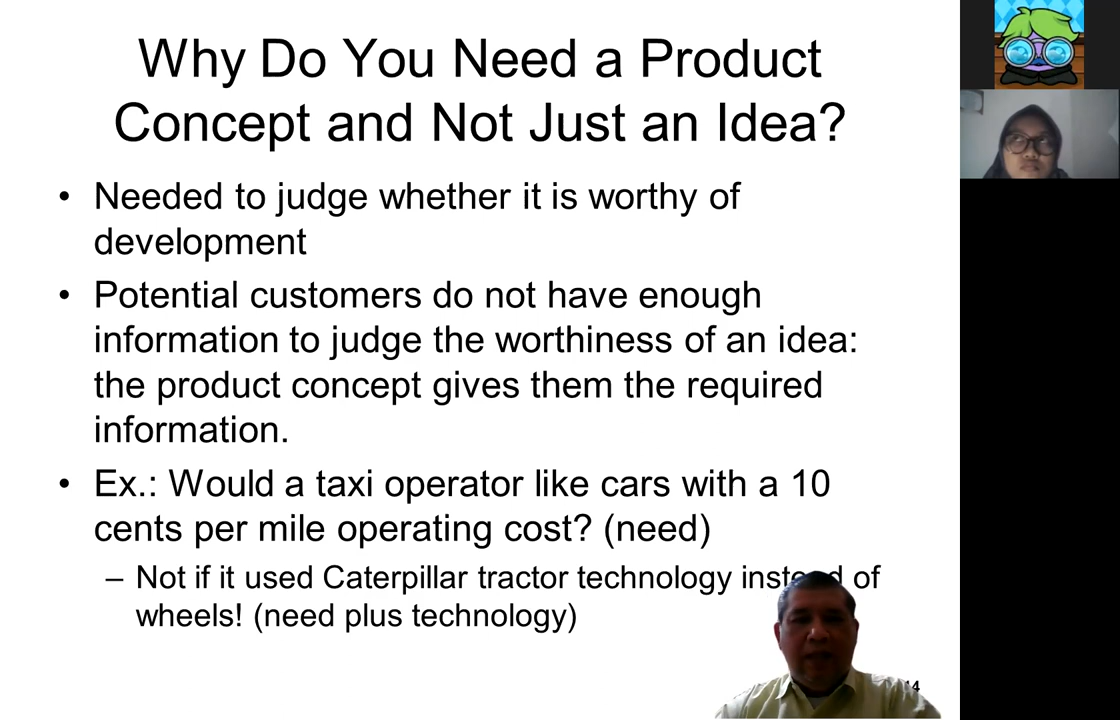 Why Do You Need a Product
Concept and Not Just an Idea?
• Needed to judge whether it is worthy of
development
• Potential customers do not have enough
information to judge the worthiness of an idea:
the product concept gives them the required
information.
• Ex.: Would a taxi operator like cars with a 10
cents per mile operating cost? (need)
– Not if it used Caterpillar tractor technology instead of
wheels! (need plus technology)
14